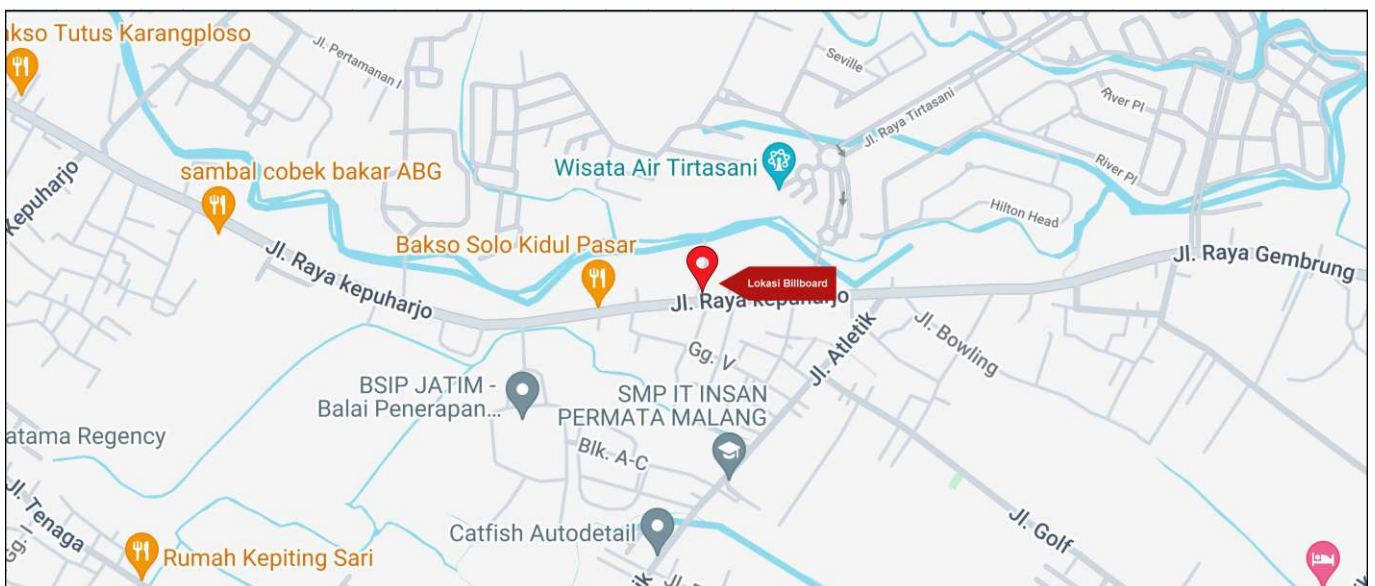 kso Tutus Karangploso
Jl. Pertamanan I
Seville
River Pl
Jl. Raya Tirtasani
sambal cobek bakar ABG
Wisata Air Tirtasani
River Pl
Kepuharjo
Hilton Head
Bakso Solo Kidul Pasar
Jl. Raya kepuharjo
Jl. Raya Gembrung
Lokasi Billboard
Jl. Raya kepuharjo
Gg. V
Jl. Atletik
Jl. Bowling
BSIP JATIM -
Balai Penerapan...
SMP IT INSAN
PERMATA MALANG
atama Regency
Blk. A-C
Jl. Tenaga
Gg. I
Catfish Autodetail
Jl. Golf
Rumah Kepiting Sari